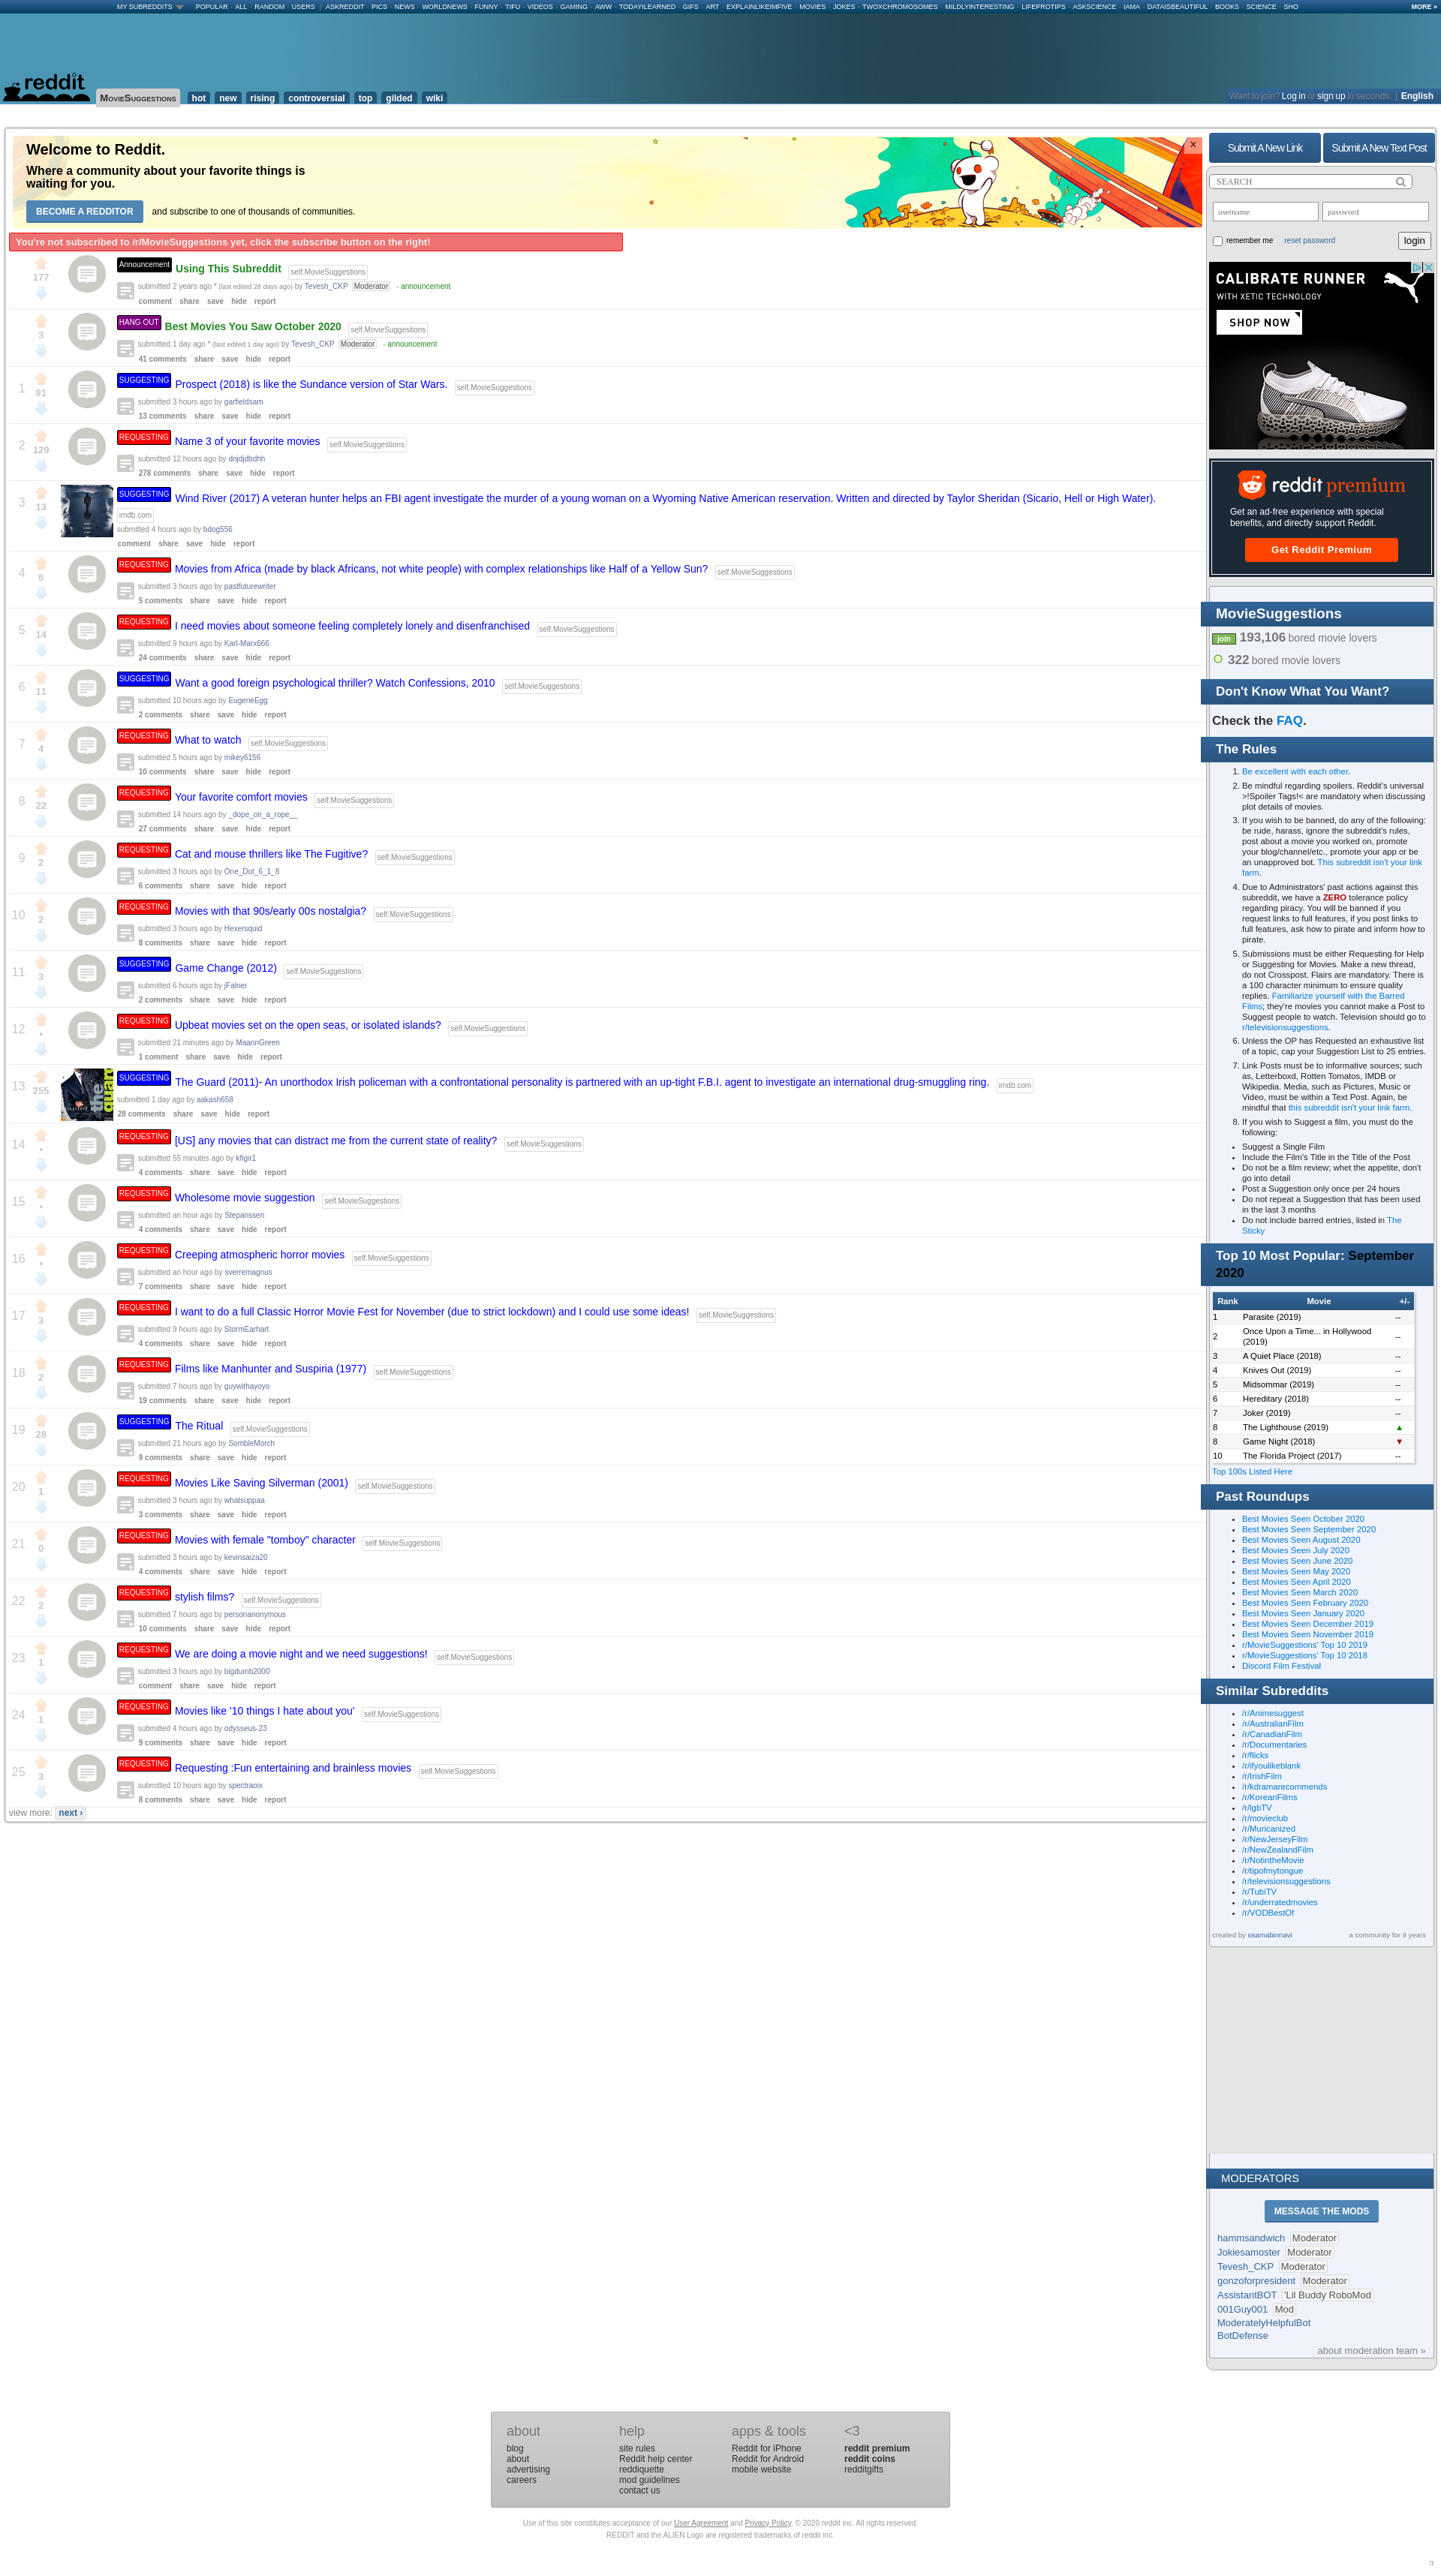 MY SUBREDDITS POPULAR - ALL - RANDOM - USERS | ASKREDDIT - PICS - NEWS - WORLDNEWS - FUNNY - TIFU - VIDEOS - GAMING - AWW - TODAYILEARNED - GIFS - ART - EXPLAINLIKEIMFIVE - MOVIES - JOKES - TWOXCHROMOSOMES - MILDLYINTERESTING - LIFEPROTIPS - ASKSCIENCE - IAMA - DATAISBEAUTIFUL - BOOKS - SCIENCE - SHO MORE »
reddit MovieSuggestions hot new rising controversial top gilded wiki
Want to join? Log in or sign up in seconds. | English
Welcome to Reddit.
Where a community about your favorite things is
waiting for you.
BECOME A REDDITOR and subscribe to one of thousands of communities.
×
You're not subscribed to /r/MovieSuggestions yet, click the subscribe button on the right!
177
Announcement Using This Subreddit self.MovieSuggestions
submitted 2 years ago * (last edited 28 days ago) by Tevesh_CKP Moderator - announcement
comment share save hide report
3
HANG OUT Best Movies You Saw October 2020 self.MovieSuggestions
submitted 1 day ago * (last edited 1 day ago) by Tevesh_CKP Moderator - announcement
41 comments share save hide report
1 91
SUGGESTING Prospect (2018) is like the Sundance version of Star Wars. self.MovieSuggestions
submitted 3 hours ago by garfieldsam
13 comments share save hide report
2 129
REQUESTING Name 3 of your favorite movies self.MovieSuggestions
submitted 12 hours ago by dnjdjdbdhh
278 comments share save hide report
3 13
SUGGESTING Wind River (2017) A veteran hunter helps an FBI agent investigate the murder of a young woman on a Wyoming Native American reservation. Written and directed by Taylor Sheridan (Sicario, Hell or High Water).
imdb.com
submitted 4 hours ago by bdog556
comment share save hide report
4 6
REQUESTING Movies from Africa (made by black Africans, not white people) with complex relationships like Half of a Yellow Sun? self.MovieSuggestions
submitted 3 hours ago by pastfuturewriter
5 comments share save hide report
5 14
REQUESTING I need movies about someone feeling completely lonely and disenfranchised self.MovieSuggestions
submitted 9 hours ago by Karl-Marx666
24 comments share save hide report
6 11
SUGGESTING Want a good foreign psychological thriller? Watch Confessions, 2010 self.MovieSuggestions
submitted 10 hours ago by EugeneEgg
2 comments share save hide report
7 4
REQUESTING What to watch self.MovieSuggestions
submitted 5 hours ago by mikey6156
10 comments share save hide report
8 22
REQUESTING Your favorite comfort movies self.MovieSuggestions
submitted 14 hours ago by _dope_on_a_rope__
27 comments share save hide report
9 2
REQUESTING Cat and mouse thrillers like The Fugitive? self.MovieSuggestions
submitted 3 hours ago by One_Dot_6_1_8
6 comments share save hide report
10 2
REQUESTING Movies with that 90s/early 00s nostalgia? self.MovieSuggestions
submitted 3 hours ago by Hexersquid
8 comments share save hide report
11 3
SUGGESTING Game Change (2012) self.MovieSuggestions
submitted 6 hours ago by jFalner
2 comments share save hide report
12 •
REQUESTING Upbeat movies set on the open seas, or isolated islands? self.MovieSuggestions
submitted 21 minutes ago by MaannGreen
1 comment share save hide report
13 255
the guard
SUGGESTING The Guard (2011)- An unorthodox Irish policeman with a confrontational personality is partnered with an up-tight F.B.I. agent to investigate an international drug-smuggling ring. imdb.com
submitted 1 day ago by aakash658
28 comments share save hide report
14 •
REQUESTING [US] any movies that can distract me from the current state of reality? self.MovieSuggestions
submitted 55 minutes ago by kfigir1
4 comments share save hide report
15 •
REQUESTING Wholesome movie suggestion self.MovieSuggestions
submitted an hour ago by Stepanssen
4 comments share save hide report
16 •
REQUESTING Creeping atmospheric horror movies self.MovieSuggestions
submitted an hour ago by sverremagnus
7 comments share save hide report
17 3
REQUESTING I want to do a full Classic Horror Movie Fest for November (due to strict lockdown) and I could use some ideas! self.MovieSuggestions
submitted 9 hours ago by StormEarhart
4 comments share save hide report
18 2
REQUESTING Films like Manhunter and Suspiria (1977) self.MovieSuggestions
submitted 7 hours ago by guywithayoyo
19 comments share save hide report
19 28
SUGGESTING The Ritual self.MovieSuggestions
submitted 21 hours ago by SombleMorch
9 comments share save hide report
20 1
REQUESTING Movies Like Saving Silverman (2001) self.MovieSuggestions
submitted 3 hours ago by whatsuppaa
3 comments share save hide report
21 0
REQUESTING Movies with female "tomboy" character self.MovieSuggestions
submitted 3 hours ago by kevinsaiza20
4 comments share save hide report
22 2
REQUESTING stylish films? self.MovieSuggestions
submitted 7 hours ago by personanonymous
10 comments share save hide report
23 1
REQUESTING We are doing a movie night and we need suggestions! self.MovieSuggestions
submitted 3 hours ago by bigdumb2000
comment share save hide report
24 1
REQUESTING Movies like '10 things I hate about you' self.MovieSuggestions
submitted 4 hours ago by odysseus-23
9 comments share save hide report
25 3
REQUESTING Requesting :Fun entertaining and brainless movies self.MovieSuggestions
submitted 10 hours ago by spectraoix
8 comments share save hide report
view more: next ›
Submit A New Link Submit A New Text Post
SEARCH
username password
remember me reset password login
CALIBRATE RUNNER
WITH XETIC TECHNOLOGY
SHOP NOW
reddit premium
Get an ad-free experience with special
benefits, and directly support Reddit.
Get Reddit Premium
MovieSuggestions
join 193,106 bored movie lovers
322 bored movie lovers
Don't Know What You Want?
Check the FAQ.
The Rules
1. Be excellent with each other.
2. Be mindful regarding spoilers. Reddit's universal
>!Spoiler Tags!< are mandatory when discussing
plot details of movies.
3. If you wish to be banned, do any of the following:
be rude, harass, ignore the subreddit's rules,
post about a movie you worked on, promote
your blog/channel/etc., promote your app or be
an unapproved bot. This subreddit isn't your link
farm.
4. Due to Administrators' past actions against this
subreddit, we have a ZERO tolerance policy
regarding piracy. You will be banned if you
request links to full features, if you post links to
full features, ask how to pirate and inform how to
pirate.
5. Submissions must be either Requesting for Help
or Suggesting for Movies. Make a new thread,
do not Crosspost. Flairs are mandatory. There is
a 100 character minimum to ensure quality
replies. Familiarize yourself with the Barred
Films; they're movies you cannot make a Post to
Suggest people to watch. Television should go to
r/televisionsuggestions.
6. Unless the OP has Requested an exhaustive list
of a topic, cap your Suggestion List to 25 entries.
7. Link Posts must be to informative sources; such
as, Letterboxd, Rotten Tomatos, IMDB or
Wikipedia. Media, such as Pictures, Music or
Video, must be within a Text Post. Again, be
mindful that this subreddit isn't your link farm.
8. If you wish to Suggest a film, you must do the
following:
• Suggest a Single Film
• Include the Film's Title in the Title of the Post
• Do not be a film review; whet the appetite, don't
go into detail
• Post a Suggestion only once per 24 hours
• Do not repeat a Suggestion that has been used
in the last 3 months
• Do not include barred entries, listed in The
Sticky
Top 10 Most Popular: September
2020
Rank Movie +/-
1 Parasite (2019) --
2 Once Upon a Time... in Hollywood
(2019) --
3 A Quiet Place (2018) --
4 Knives Out (2019) --
5 Midsommar (2019) --
6 Hereditary (2018) --
7 Joker (2019) --
8 The Lighthouse (2019) ▲
8 Game Night (2018) ▼
10 The Florida Project (2017) --
Top 100s Listed Here
Past Roundups
• Best Movies Seen October 2020
• Best Movies Seen September 2020
• Best Movies Seen August 2020
• Best Movies Seen July 2020
• Best Movies Seen June 2020
• Best Movies Seen May 2020
• Best Movies Seen April 2020
• Best Movies Seen March 2020
• Best Movies Seen February 2020
• Best Movies Seen January 2020
• Best Movies Seen December 2019
• Best Movies Seen November 2019
• r/MovieSuggestions' Top 10 2019
• r/MovieSuggestions' Top 10 2018
• Discord Film Festival
Similar Subreddits
• /r/Animesuggest
• /r/AustralianFilm
• /r/CanadianFilm
• /r/Documentaries
• /r/flicks
• /r/ifyoulikeblank
• /r/IrishFilm
• /r/kdramarecommends
• /r/KoreanFilms
• /r/lgbTV
• /r/movieclub
• /r/Muricanized
• /r/NewJerseyFilm
• /r/NewZealandFilm
• /r/NotintheMovie
• /r/tipofmytongue
• /r/televisionsuggestions
• /r/TubiTV
• /r/underratedmovies
• /r/VODBestOf
created by osamabinnavi a community for 9 years
MODERATORS
MESSAGE THE MODS
hammsandwich Moderator
Jokiesamoster Moderator
Tevesh_CKP Moderator
gonzoforpresident Moderator
AssistantBOT 'Lil Buddy RoboMod
001Guy001 Mod
ModeratelyHelpfulBot
BotDefense
about moderation team »
about
blog
about
advertising
careers
help
site rules
Reddit help center
reddiquette
mod guidelines
contact us
apps & tools
Reddit for iPhone
Reddit for Android
mobile website
<3
reddit premium
reddit coins
redditgifts
Use of this site constitutes acceptance of our User Agreement and Privacy Policy. © 2020 reddit inc. All rights reserved.
REDDIT and the ALIEN Logo are registered trademarks of reddit inc.
π